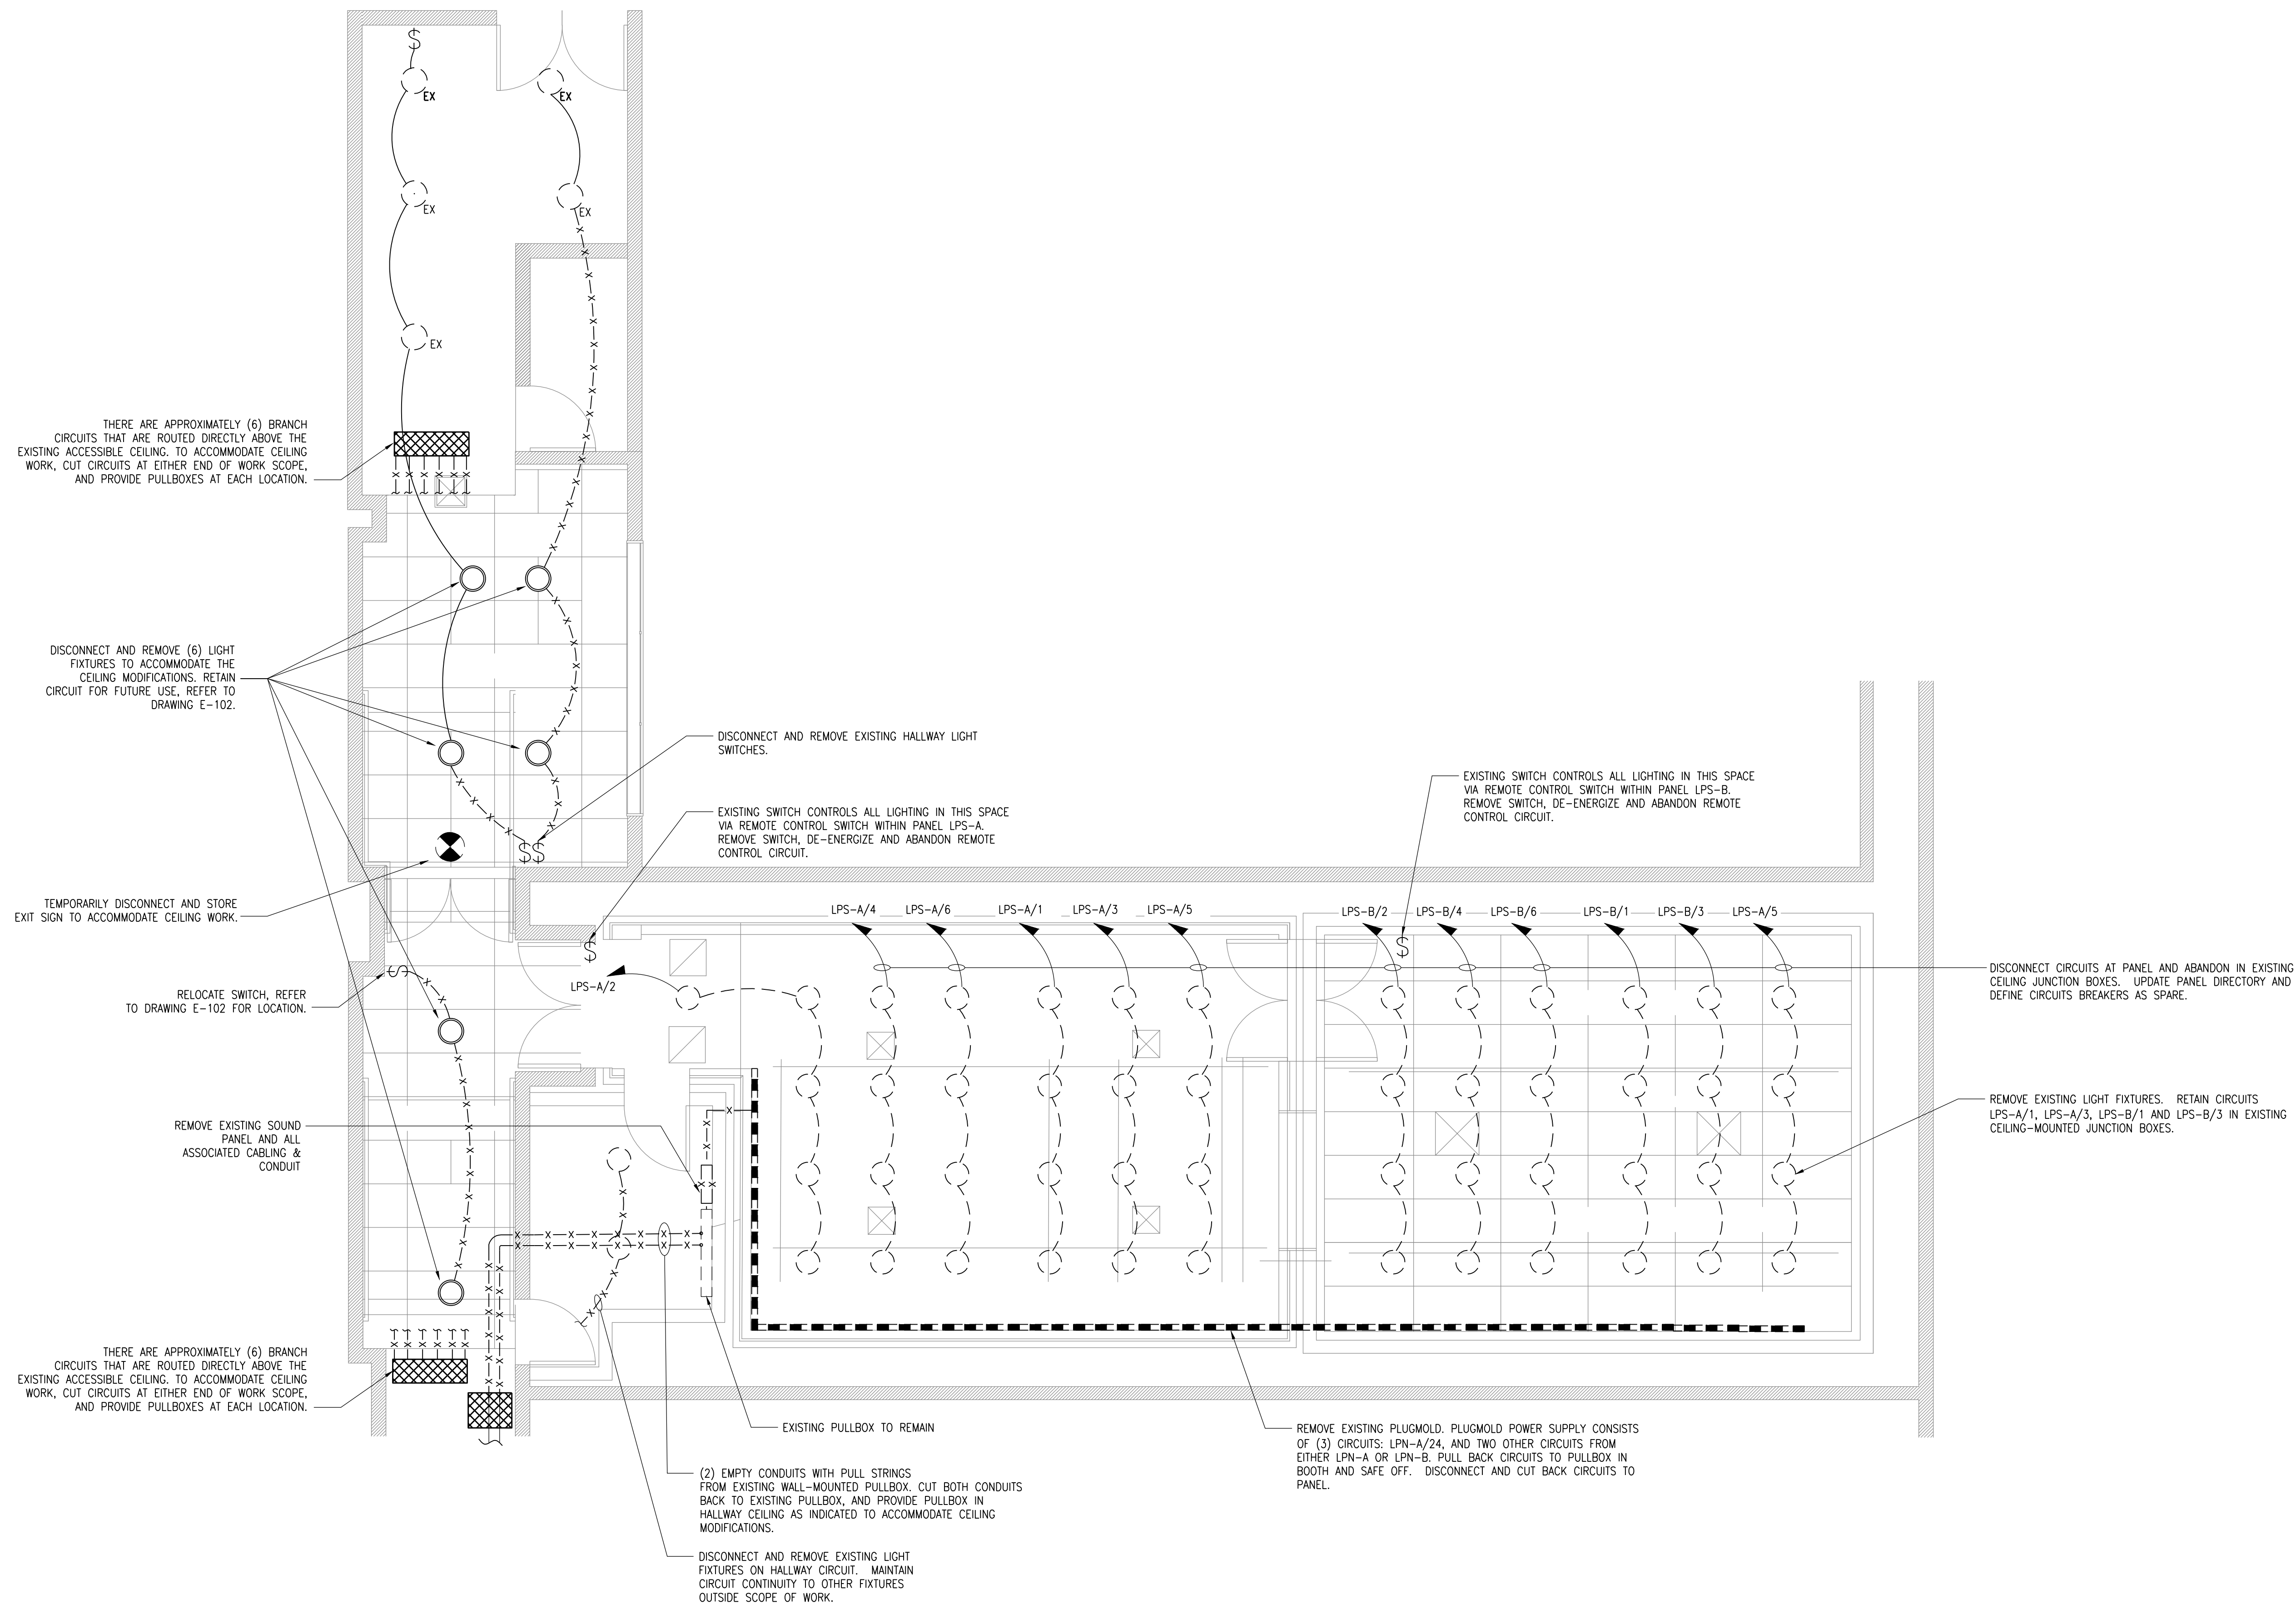 $
EX
EX
EX
EX
EX
THERE ARE APPROXIMATELY (6) BRANCH
CIRCUITS THAT ARE ROUTED DIRECTLY ABOVE THE
EXISTING ACCESSIBLE CEILING. TO ACCOMMODATE CEILING
WORK, CUT CIRCUITS AT EITHER END OF WORK SCOPE,
AND PROVIDE PULLBOXES AT EACH LOCATION.
DISCONNECT AND REMOVE (6) LIGHT
FIXTURES TO ACCOMMODATE THE
CEILING MODIFICATIONS. RETAIN
CIRCUIT FOR FUTURE USE, REFER TO
DRAWING E-102.
DISCONNECT AND REMOVE EXISTING HALLWAY LIGHT
SWITCHES.
EXISTING SWITCH CONTROLS ALL LIGHTING IN THIS SPACE
VIA REMOTE CONTROL SWITCH WITHIN PANEL LPS-B.
REMOVE SWITCH, DE-ENERGIZE AND ABANDON REMOTE
CONTROL CIRCUIT.
EXISTING SWITCH CONTROLS ALL LIGHTING IN THIS SPACE
VIA REMOTE CONTROL SWITCH WITHIN PANEL LPS-A.
REMOVE SWITCH, DE-ENERGIZE AND ABANDON REMOTE
CONTROL CIRCUIT.
$$
TEMPORARILY DISCONNECT AND STORE
EXIT SIGN TO ACCOMMODATE CEILING WORK.
LPS-A/4 LPS-A/6 LPS-A/1 LPS-A/3 LPS-A/5
LPS-B/2 LPS-B/4 LPS-B/6 LPS-B/1 LPS-B/3 LPS-A/5
$
$
$
LPS-A/2
RELOCATE SWITCH, REFER
TO DRAWING E-102 FOR LOCATION.
DISCONNECT CIRCUITS AT PANEL AND ABANDON IN EXISTING
CEILING JUNCTION BOXES. UPDATE PANEL DIRECTORY AND
DEFINE CIRCUITS BREAKERS AS SPARE.
REMOVE EXISTING LIGHT FIXTURES. RETAIN CIRCUITS
LPS-A/1, LPS-A/3, LPS-B/1 AND LPS-B/3 IN EXISTING
CEILING-MOUNTED JUNCTION BOXES.
REMOVE EXISTING SOUND
PANEL AND ALL
ASSOCIATED CABLING &
CONDUIT
THERE ARE APPROXIMATELY (6) BRANCH
CIRCUITS THAT ARE ROUTED DIRECTLY ABOVE THE
EXISTING ACCESSIBLE CEILING. TO ACCOMMODATE CEILING
WORK, CUT CIRCUITS AT EITHER END OF WORK SCOPE,
AND PROVIDE PULLBOXES AT EACH LOCATION.
EXISTING PULLBOX TO REMAIN
REMOVE EXISTING PLUGMOLD. PLUGMOLD POWER SUPPLY CONSISTS
OF (3) CIRCUITS: LPN-A/24, AND TWO OTHER CIRCUITS FROM
EITHER LPN-A OR LPN-B. PULL BACK CIRCUITS TO PULLBOX IN
BOOTH AND SAFE OFF. DISCONNECT AND CUT BACK CIRCUITS TO
PANEL.
(2) EMPTY CONDUITS WITH PULL STRINGS
FROM EXISTING WALL-MOUNTED PULLBOX. CUT BOTH CONDUITS
BACK TO EXISTING PULLBOX, AND PROVIDE PULLBOX IN
HALLWAY CEILING AS INDICATED TO ACCOMMODATE CEILING
MODIFICATIONS.
DISCONNECT AND REMOVE EXISTING LIGHT
FIXTURES ON HALLWAY CIRCUIT. MAINTAIN
CIRCUIT CONTINUITY TO OTHER FIXTURES
OUTSIDE SCOPE OF WORK.